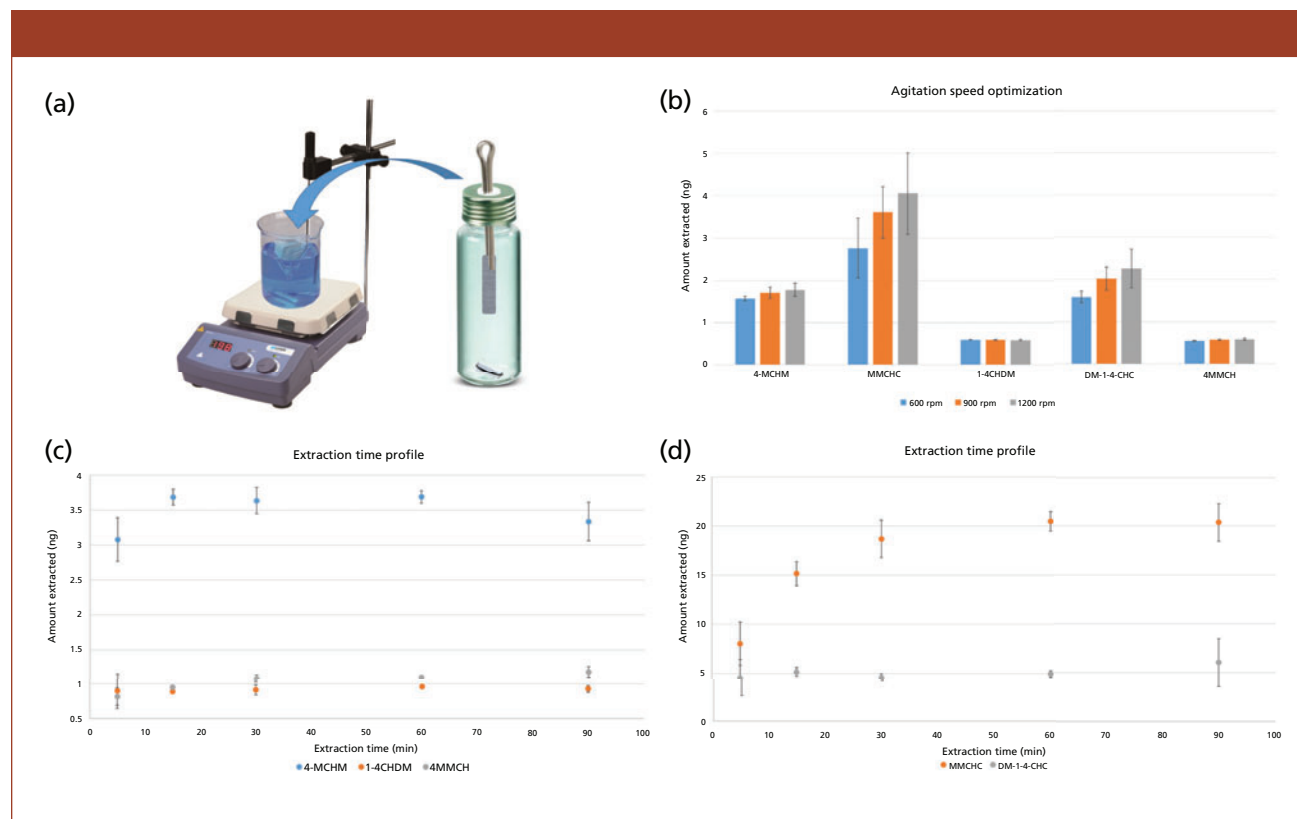 (a)
(b)
Agitation speed optimization
Amount extracted (ng)
6
5
4
3
2
1
0
4-MCHM MMCHC 1-4CHDM DM-1-4-CHC 4MMCH
600 rpm 900 rpm 1200 rpm
(c)
Extraction time profile
Amount extracted (ng)
4
3.5
3
2.5
2
1.5
1
0.5
0 10 20 30 40 50 60 70 80 90 100
Extraction time (min)
4-MCHM 1-4CHDM 4MMCH
(d)
Extraction time profile
Amount extracted (ng)
25
20
15
10
5
0
0 10 20 30 40 50 60 70 80 90 100
Extraction time (min)
MMCHC DM-1-4-CHC